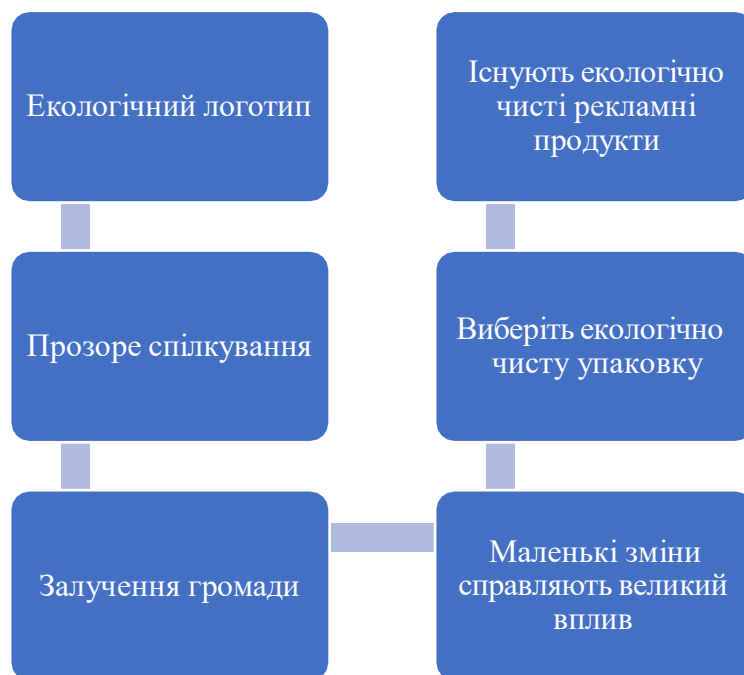 Екологічний логотип
Прозоре спілкування
Залучення громади
Маленькі зміни
справляють великий
вплив
Виберіть екологічно
чисту упаковку
Існують екологічно
чисті рекламні
продукти